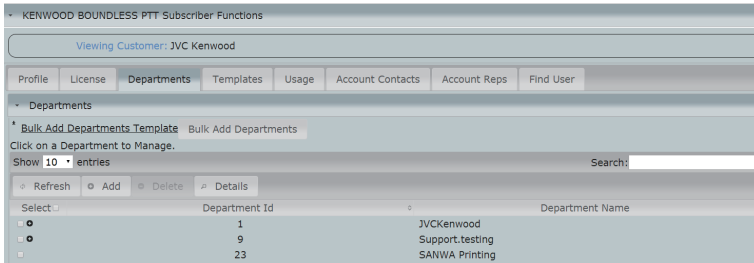 KENWOOD BOUNDLESS PTT Subscriber Functions
Viewing Customer: JVC Kenwood
Profile License Departments Templates Usage Account Contacts Account Reps Find User
Departments
* Bulk Add Departments Template Bulk Add Departments
Click on a Department to Manage.
Show 10 entries Search:
Refresh Add Delete Details
Select Department Id Department Name
1 JVCKenwood
9 Support.testing
23 SANWA Printing